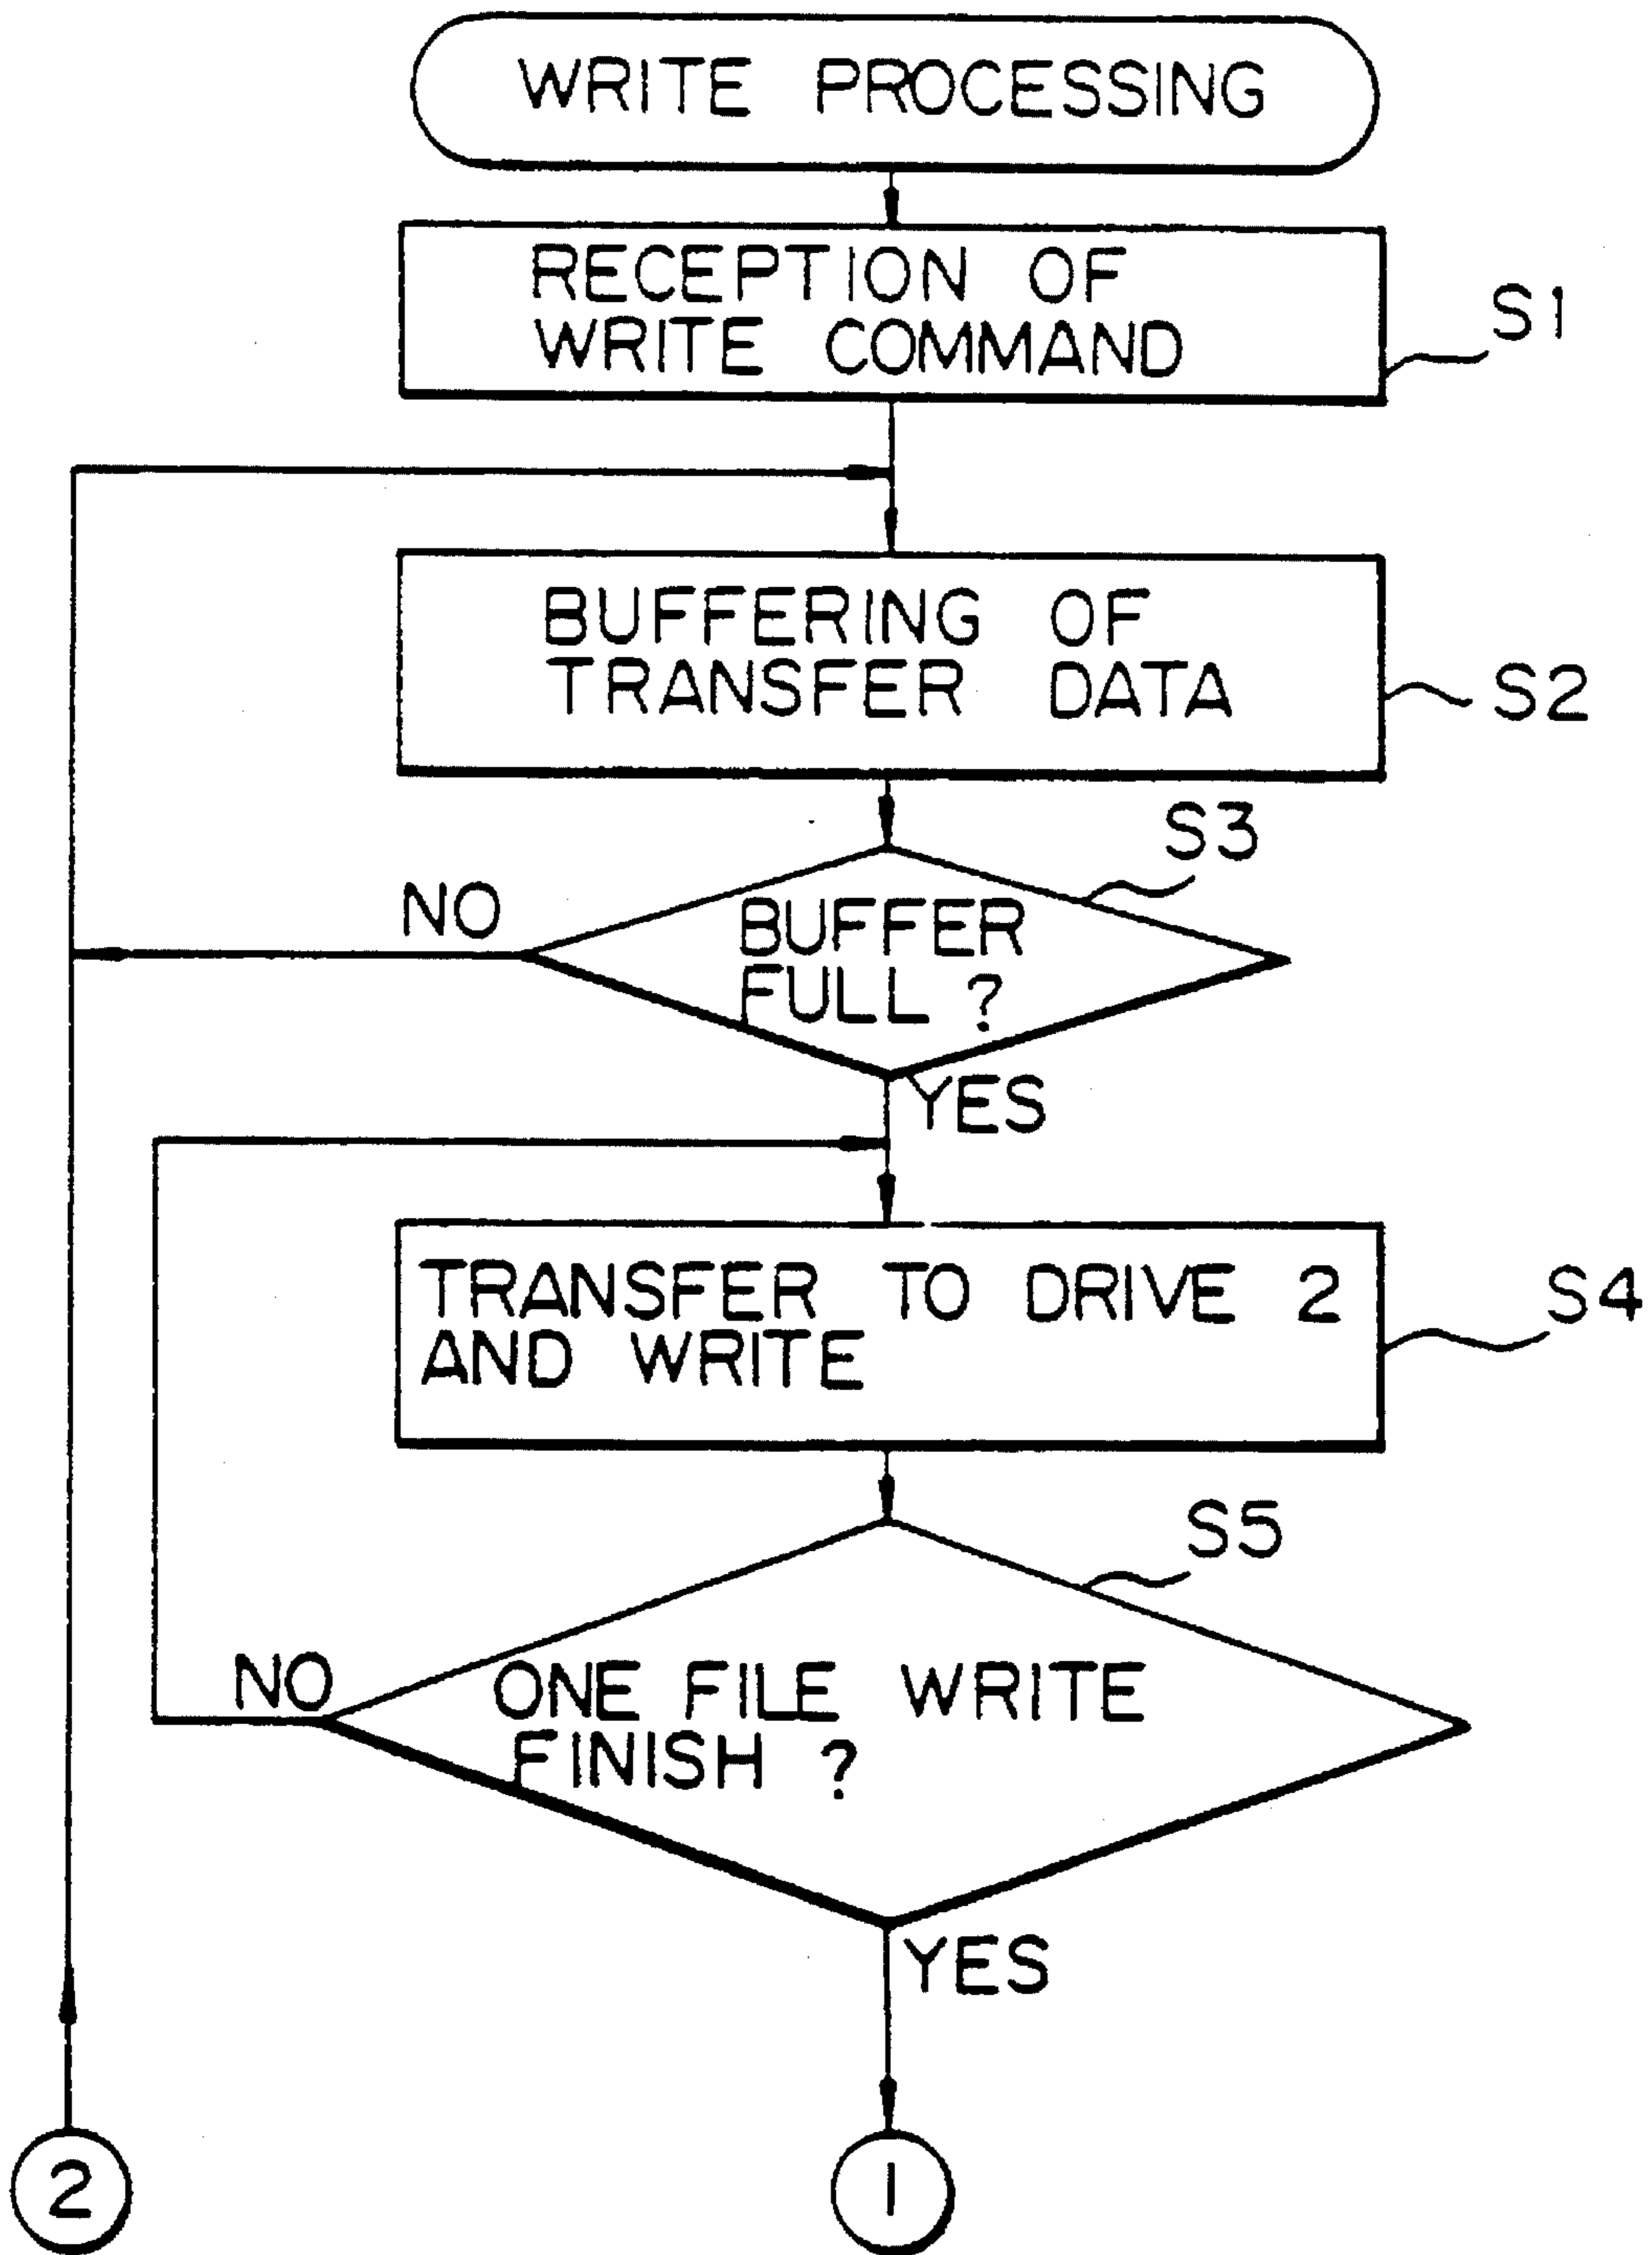 WRITE PROCESSING
RECEPTION OF
WRITE COMMAND
S1
BUFFERING OF
TRANSFER DATA
S2
S3
NO
BUFFER
FULL ?
YES
TRANSFER TO DRIVE 2
AND WRITE
S4
S5
NO
ONE FILE WRITE
FINISH ?
YES
2
1